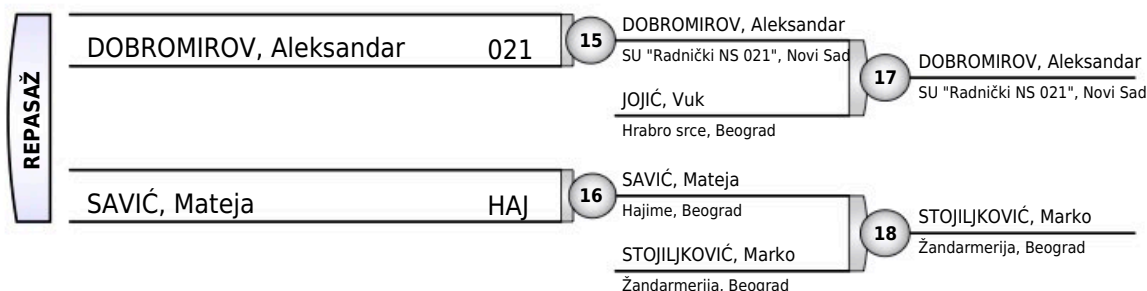 REPASAŽ
DOBROMIROV, Aleksandar 021
15
DOBROMIROV, Aleksandar
SU "Radnički NS 021", Novi Sad
JOJIĆ, Vuk
Hrabro srce, Beograd
17
DOBROMIROV, Aleksandar
SU "Radnički NS 021", Novi Sad
SAVIĆ, Mateja HAJ
16
SAVIĆ, Mateja
Hajime, Beograd
STOJILJKOVIĆ, Marko
Žandarmerija, Beograd
18
STOJILJKOVIĆ, Marko
Žandarmerija, Beograd